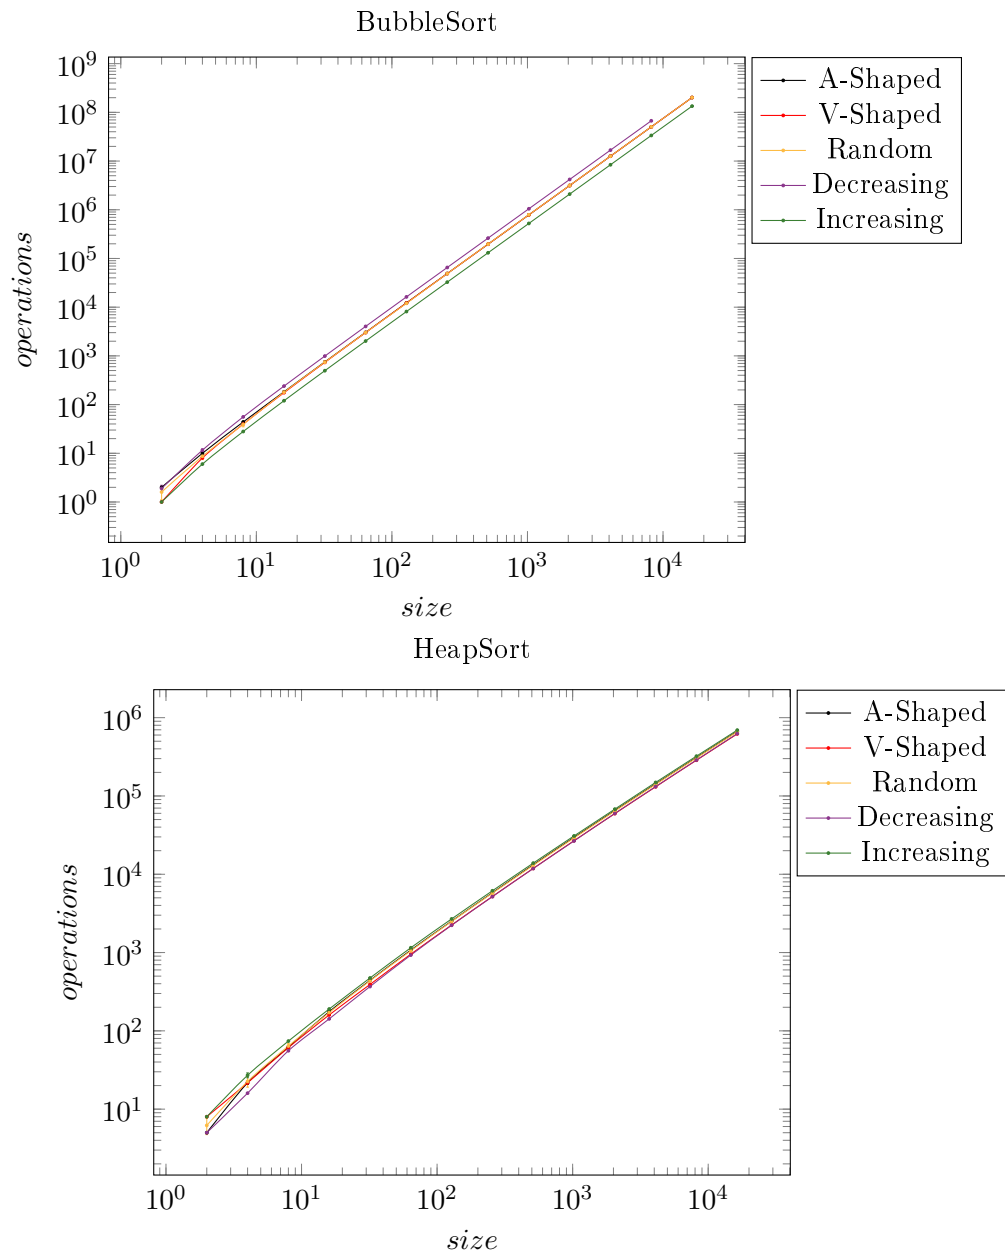 BubbleSort
10^9
10^8
10^7
10^6
10^5
10^4
10^3
10^2
10^1
10^0
operations
10^0 10^1 10^2 10^3 10^4
size
A-Shaped
V-Shaped
Random
Decreasing
Increasing
HeapSort
10^6
10^5
10^4
10^3
10^2
10^1
operations
10^0 10^1 10^2 10^3 10^4
size
A-Shaped
V-Shaped
Random
Decreasing
Increasing